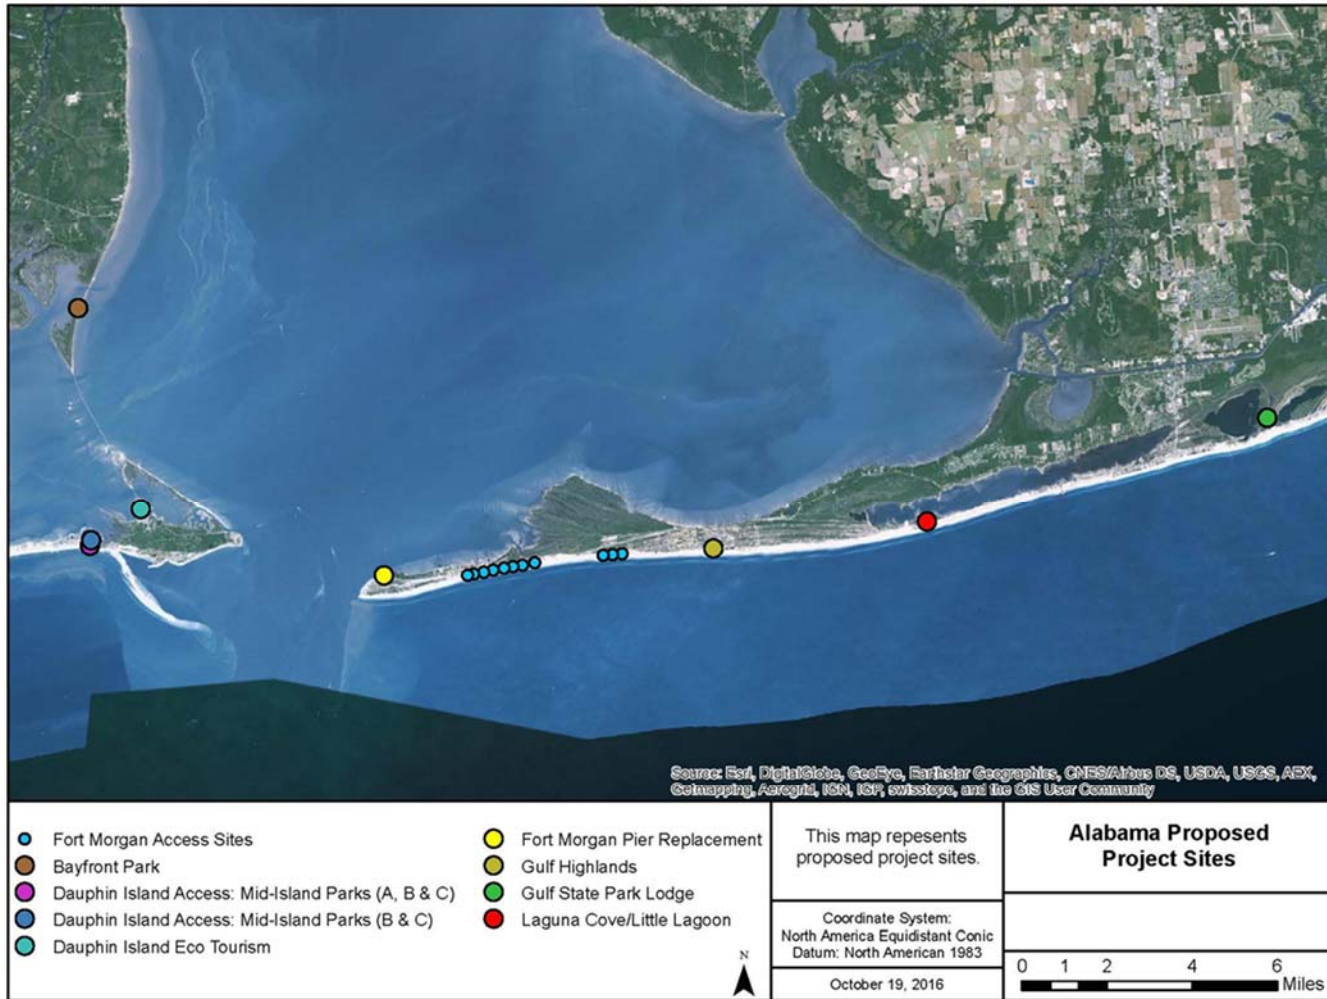 Source: Esri, DigitalGlobe, GeoEye, Earthstar Geographics, CNES/Airbus DS, USDA, USGS, AEX,
Getmapping, Aerogrid, IGN, IGP, swisstopo, and the GIS User Community
Fort Morgan Access Sites
Bayfront Park
Dauphin Island Access: Mid-Island Parks (A, B & C)
Dauphin Island Access: Mid-Island Parks (B & C)
Dauphin Island Eco Tourism
Fort Morgan Pier Replacement
Gulf Highlands
Gulf State Park Lodge
Laguna Cove/Little Lagoon
N
This map repesents
proposed project sites.
Coordinate System:
North America Equidistant Conic
Datum: North American 1983
October 19, 2016
Alabama Proposed
Project Sites
0 1 2 4 6
Miles